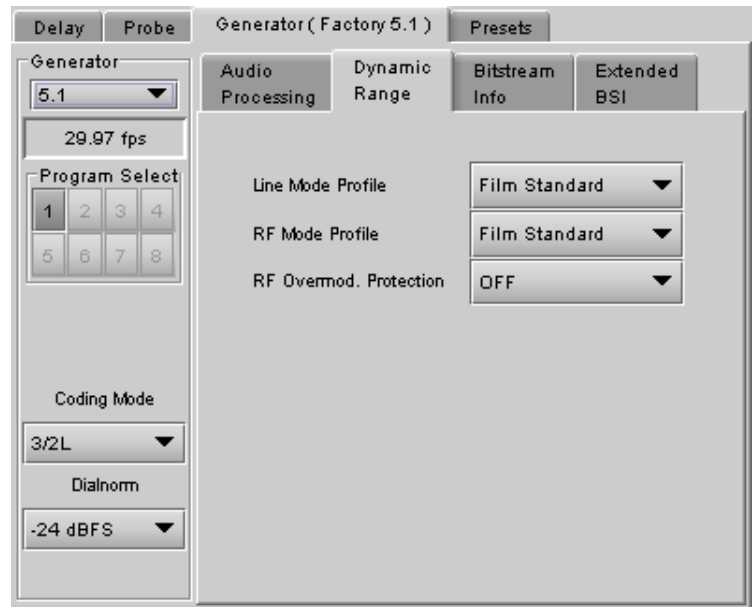 Delay Probe Generator ( Factory 5.1 ) Presets
Generator
5.1
29.97 fps
Program Select
1 2 3 4
5 6 7 8
Coding Mode
3/2L
Dialnorm
-24 dBFS
Audio Processing
Dynamic Range
Bitstream Info
Extended BSI
Line Mode Profile Film Standard
RF Mode Profile Film Standard
RF Overmod. Protection OFF